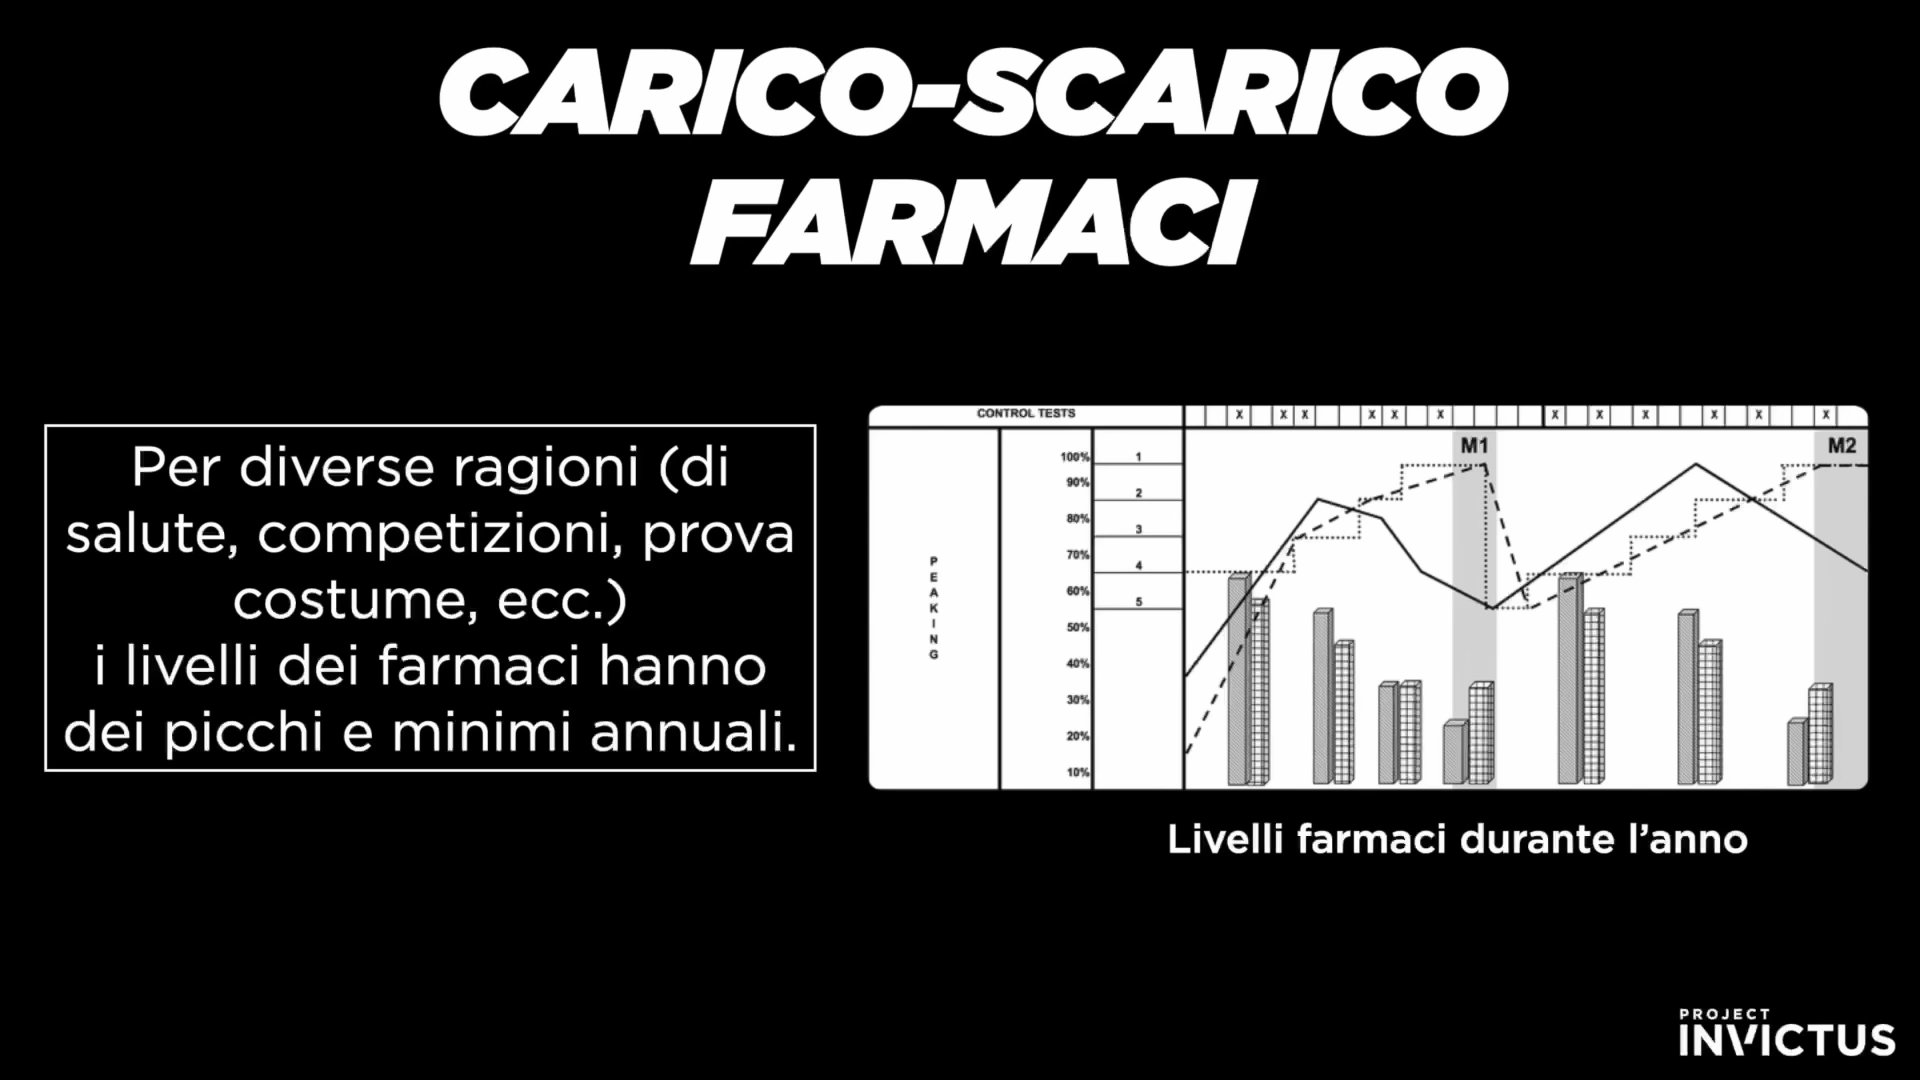 CARICO-SCARICO
FARMACI
Per diverse ragioni (di
salute, competizioni, prova
costume, ecc.)
i livelli dei farmaci hanno
dei picchi e minimi annuali.
CONTROL TESTS
X X X X X X X X X X X X
PEAKING
100%
90%
80%
70%
60%
50%
40%
30%
20%
10%
1
2
3
4
5
M1
M2
Livelli farmaci durante l’anno
PROJECT
INVICTUS